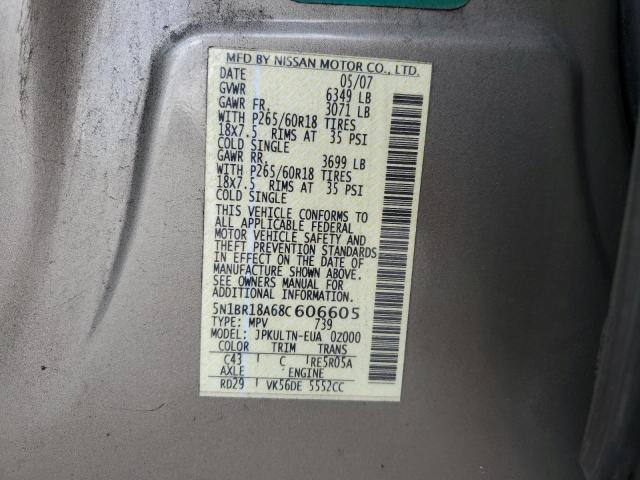 MFD BY NISSAN MOTOR CO., LTD.
DATE 05/07
GVWR 6349 LB
GAWR FR. 3071 LB
WITH P265/60R18 TIRES
18X7.5 RIMS AT 35 PSI
COLD SINGLE
GAWR RR. 3699 LB
WITH P265/60R18 TIRES
18X7.5 RIMS AT 35 PSI
COLD SINGLE
THIS VEHICLE CONFORMS TO
ALL APPLICABLE FEDERAL
MOTOR VEHICLE SAFETY AND
THEFT PREVENTION STANDARDS
IN EFFECT ON THE DATE OF
MANUFACTURE SHOWN ABOVE.
SEE OWNERS MANUAL FOR
ADDITIONAL INFORMATION.
5N1BR18A68C606605
TYPE: MPV 739
MODEL: JPKULTN-EUA 0Z000
COLOR TRIM TRANS
C43 C RE5R05A
AXLE ENGINE
RD29 VK56DE 5552CC